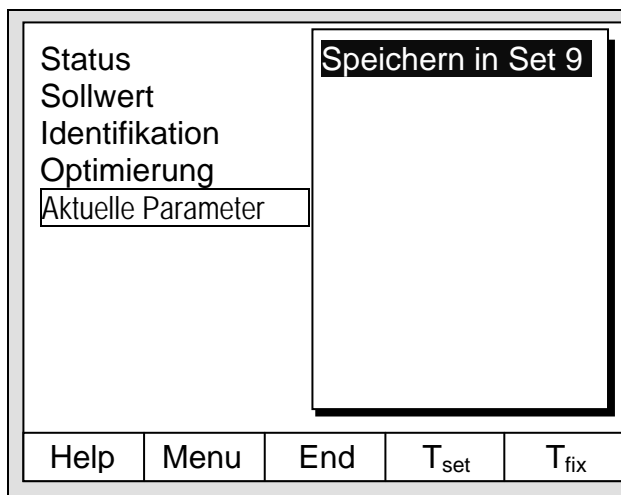 Status
Sollwert
Identifikation
Optimierung
Aktuelle Parameter
Speichern in Set 9
Help Menu End Tset Tfix